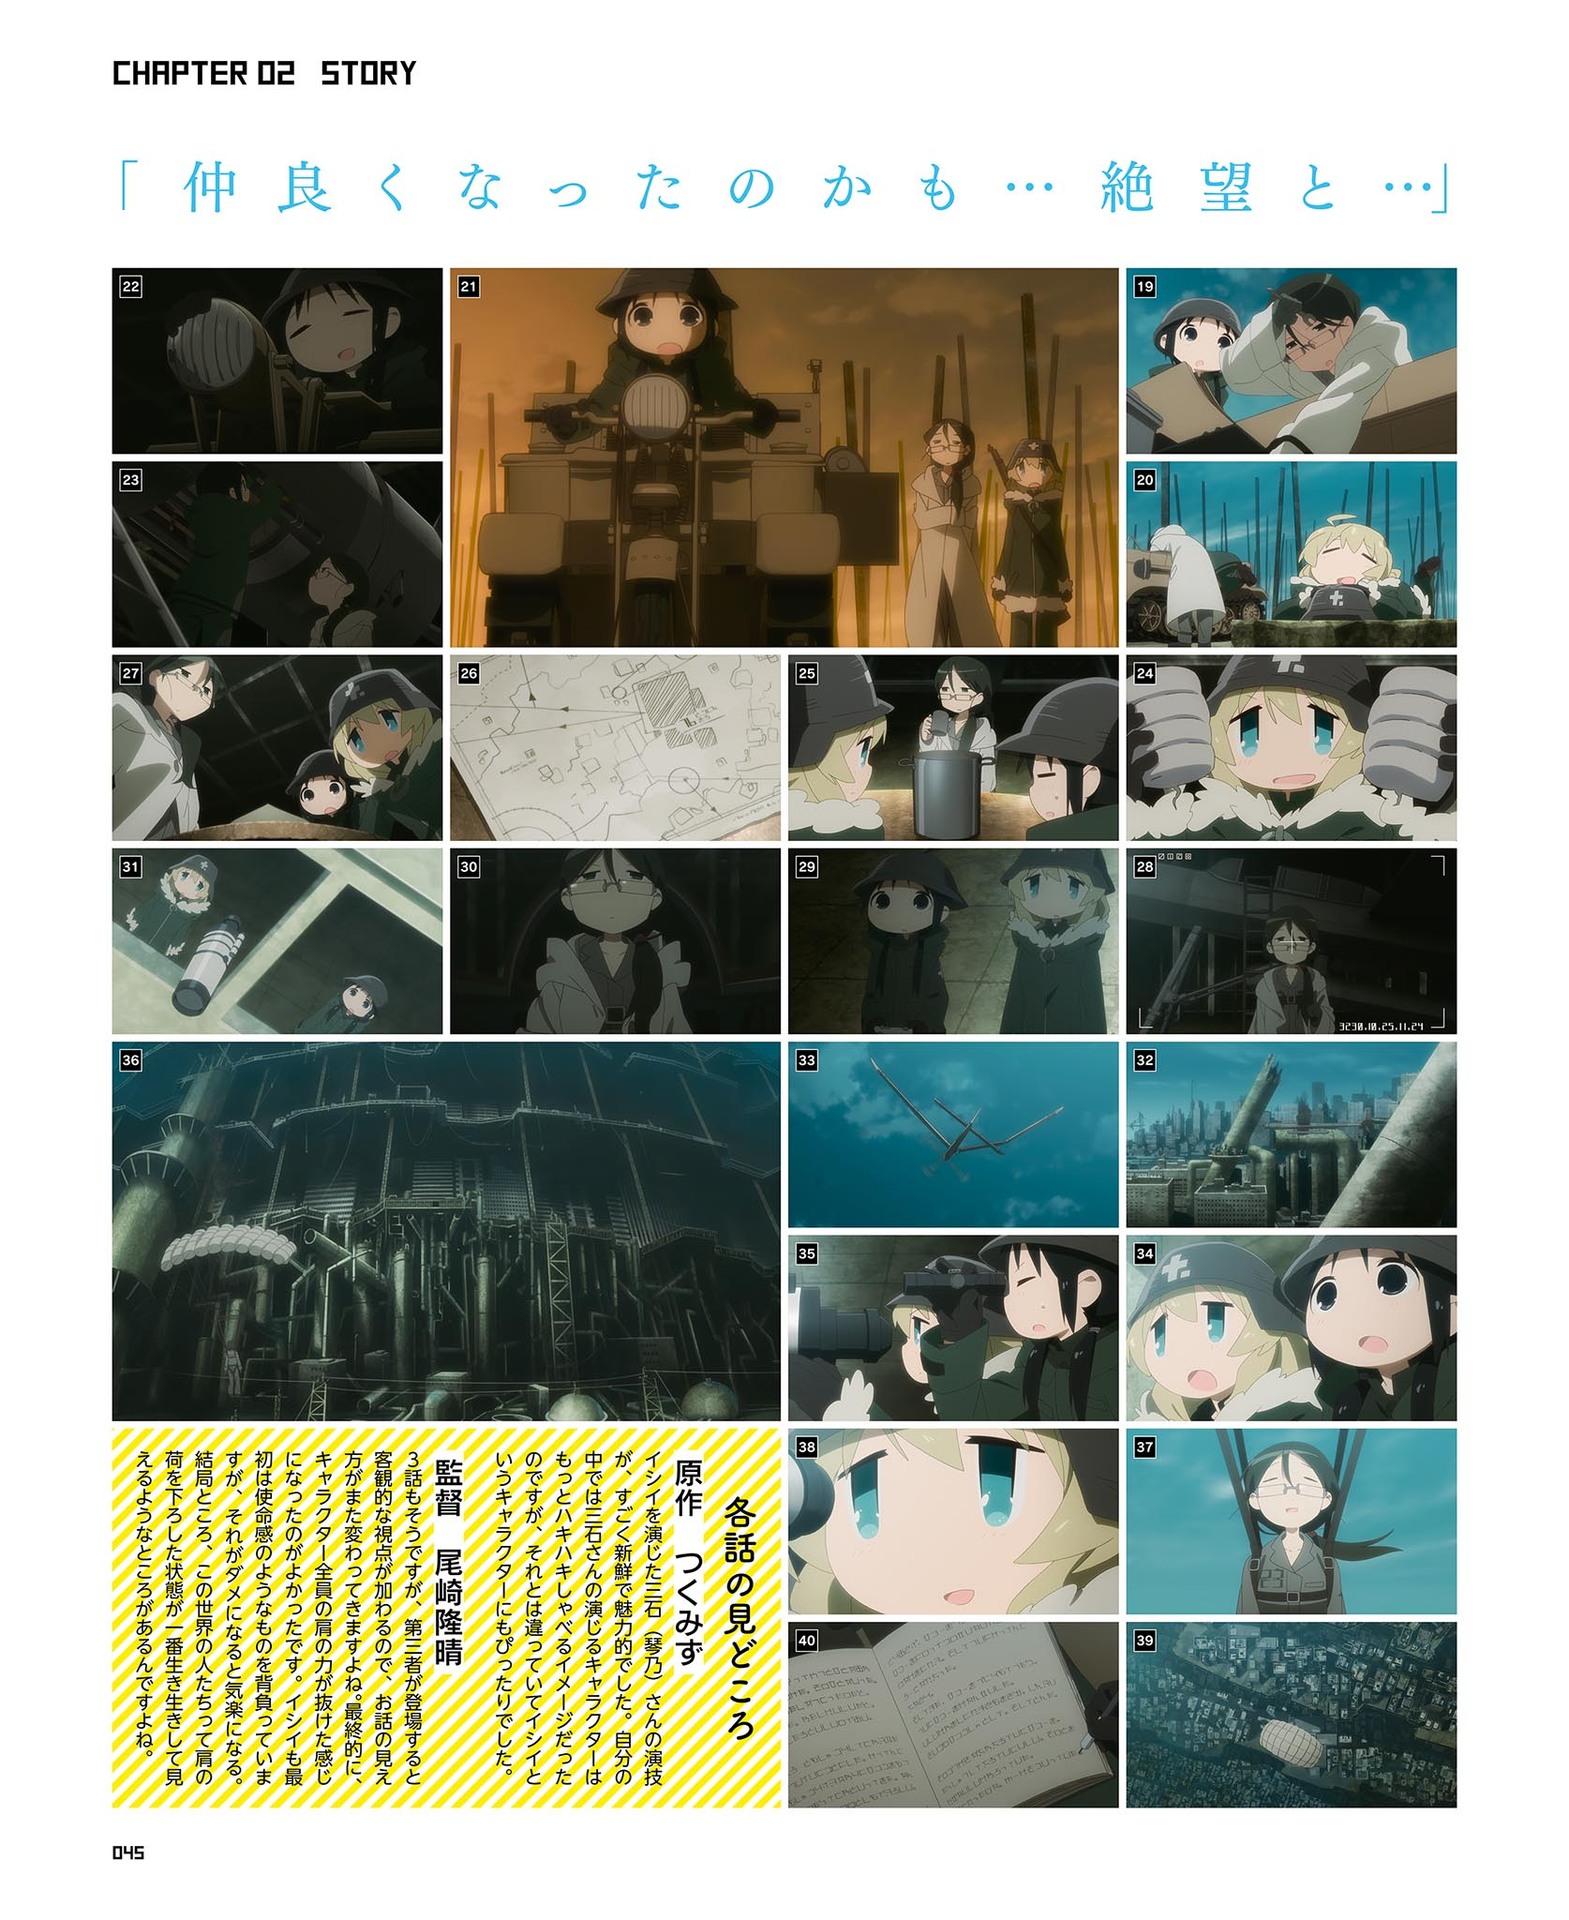 CHAPTER 02 STORY
「仲良くなったのかも…絶望と…」
19
20
21
22
23
24
25
26
27
28
3230.10.25.11.24
29
30
31
32
33
34
35
36
37
38
39
40
各話の見どころ
原作 つくみず
イシイを演じた三石（琴乃）さんの演技
が、すごく新鮮で魅力的でした。自分の
中では三石さんの演じるキャラクターは
もっとハキハキしゃべるイメージだった
のですが、それとは違っていてイシイと
いうキャラクターにもぴったりでした。
監督 尾崎隆晴
３話もそうですが、第三者が登場すると
客観的な視点が加わるので、お話の見え
方がまた変わってきますよね。最終的に、
キャラクター全員の肩の力が抜けた感じ
になったのがよかったです。イシイも最
初は使命感のようなものを背負っていま
すが、それがダメになると気楽になる。
結局ところ、この世界の人たちって肩の
荷を下ろした状態が一番生き生きして見
えるようなところがあるんですよね。
045